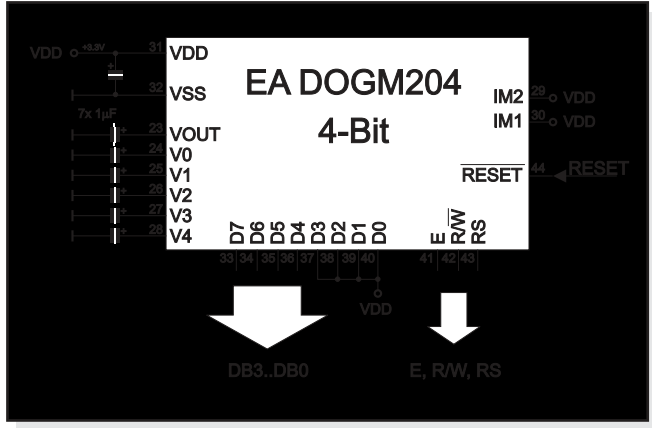 VDD +3.3V 31 VDD
EA DOGM204
4-Bit
32 VSS
7x 1µF
23 VOUT
24 V0
25 V1
26 V2
27 V3
28 V4
IM2 29 VDD
IM1 30 VDD
RESET 44 RESET
D7 D6 D5 D4 D3 D2 D1 D0
E R/W RS
33 34 35 36 37 38 39 40
41 42 43
VDD
DB3..DB0
E, R/W, RS